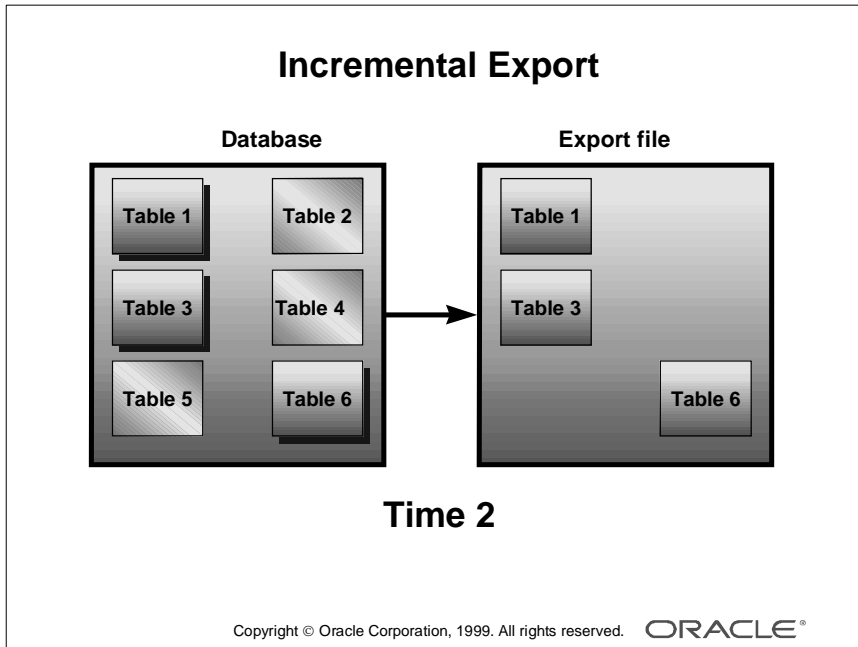 Incremental Export
Database Export file
Table 1 Table 2 Table 1
Table 3 Table 4 Table 3
Table 5 Table 6 Table 6
Time 2
Copyright © Oracle Corporation, 1999. All rights reserved. ORACLE®